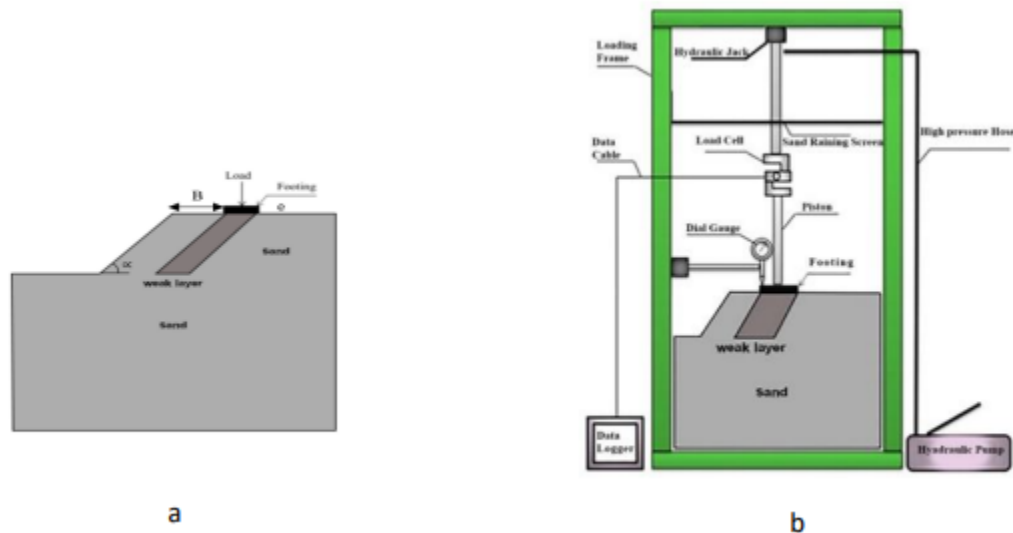 B
Load
Footing
e
Sand
∝
weak layer
Sand
a
Loading
Frame
Hydraulic Jack
Sand Raining Screen
High pressure Hose
Data
Cable
Load Cell
Piston
Dial Gauge
Footing
weak layer
Sand
Data
Logger
Hyadraulic Pump
b